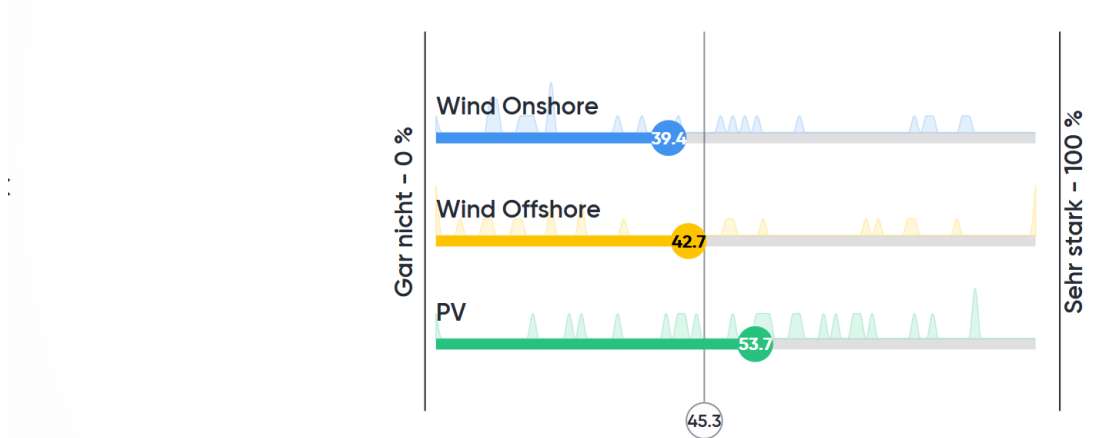 Gar nicht – 0 %
Wind Onshore
39.4
Wind Offshore
42.7
PV
53.7
45.3
Sehr stark – 100 %